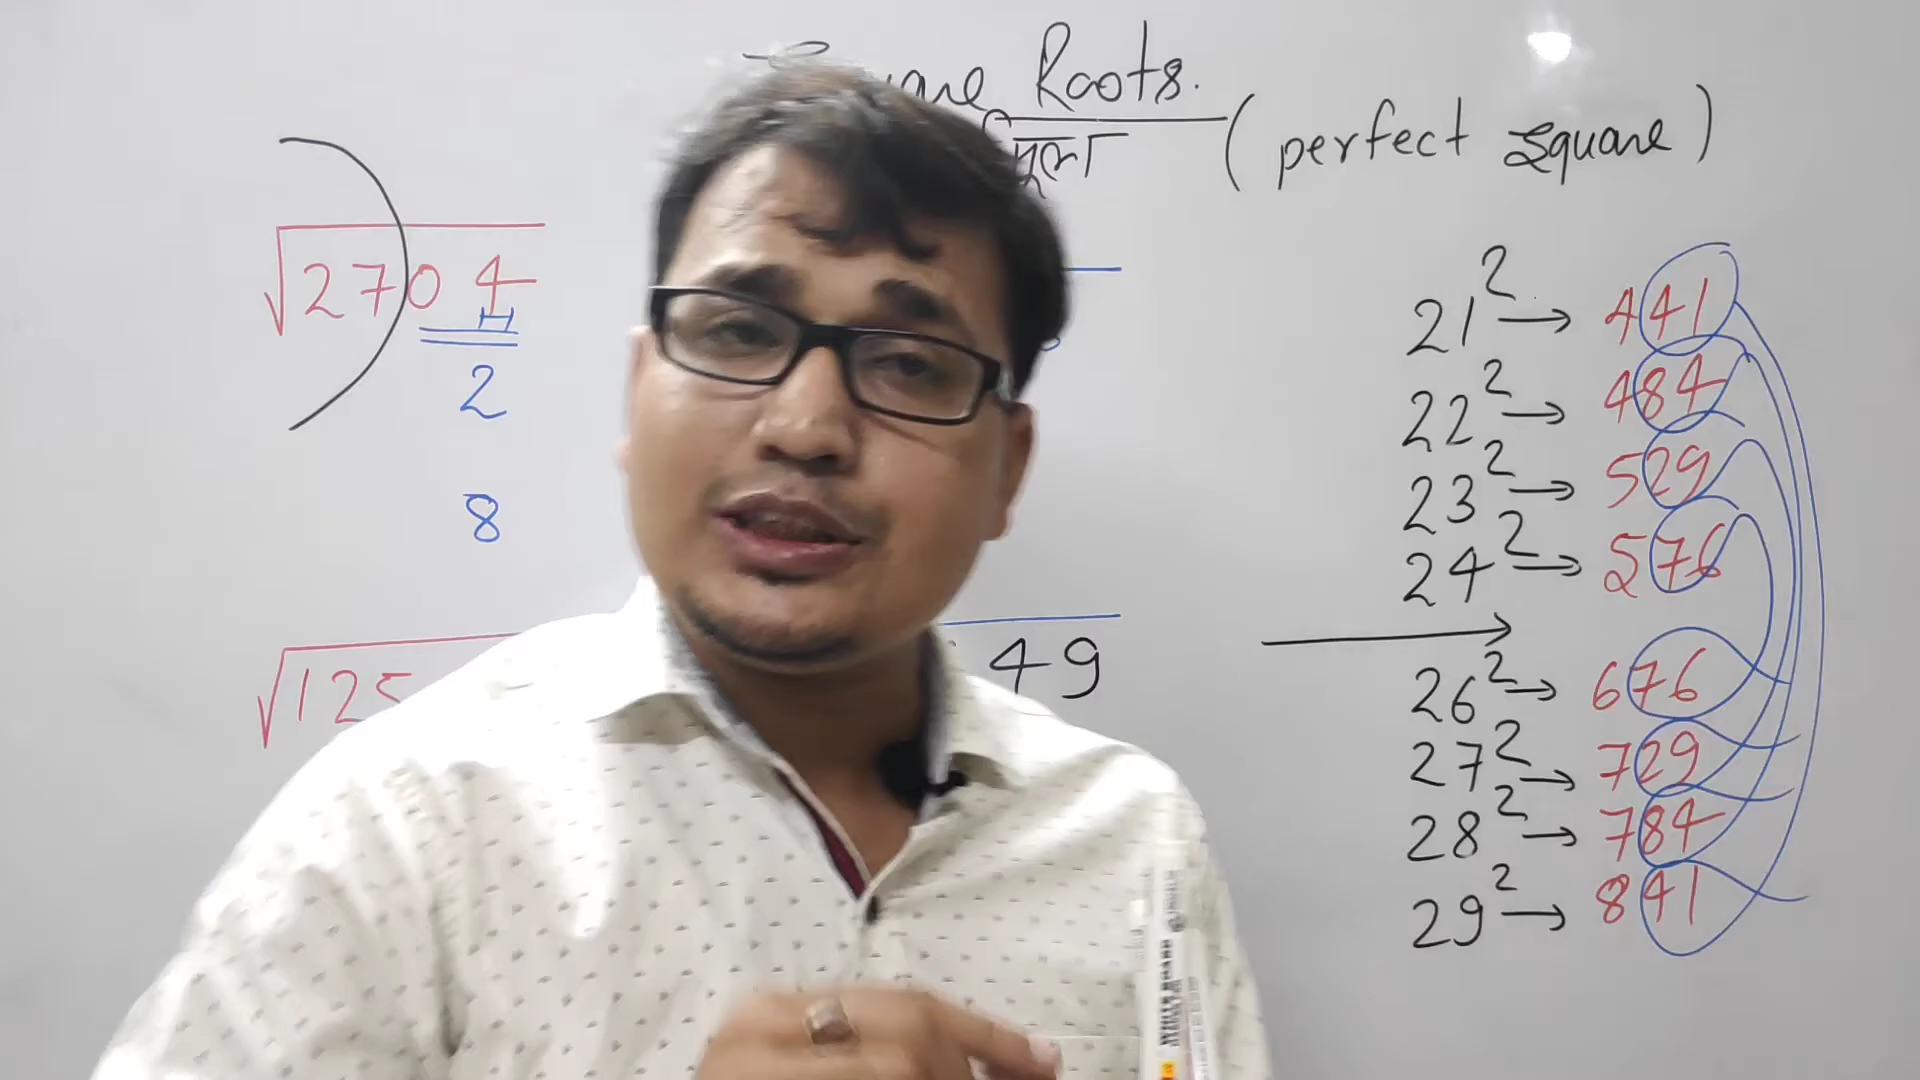 Roots.
मूल (perfect square)
√2704
2
8
√125
49
21² → 441
22² → 484
23² → 529
24² → 576
→
26² → 676
27² → 729
28² → 784
29² → 841